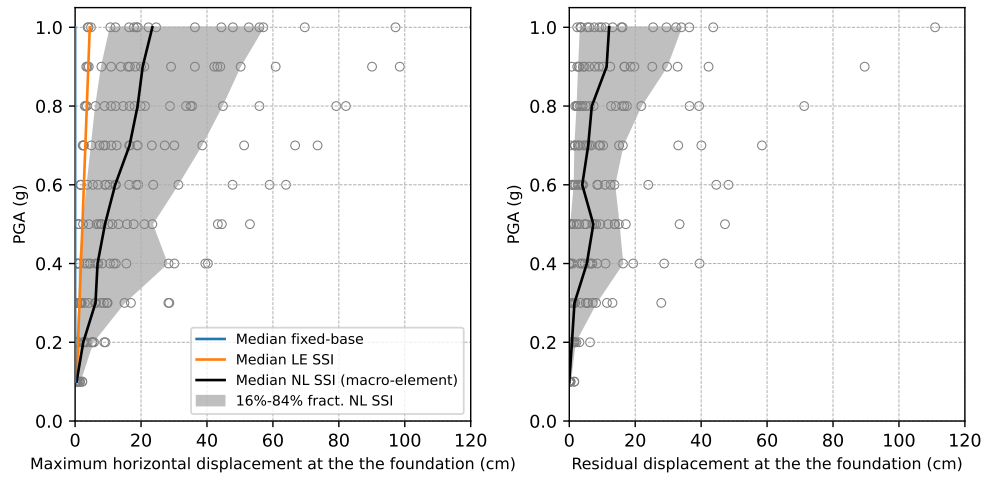 1.0
0.8
0.6
0.4
0.2
0.0
PGA (g)
0 20 40 60 80 100 120
Maximum horizontal displacement at the the foundation (cm)
Median fixed-base
Median LE SSI
Median NL SSI (macro-element)
16%-84% fract. NL SSI
1.0
0.8
0.6
0.4
0.2
0.0
PGA (g)
0 20 40 60 80 100 120
Residual displacement at the the foundation (cm)